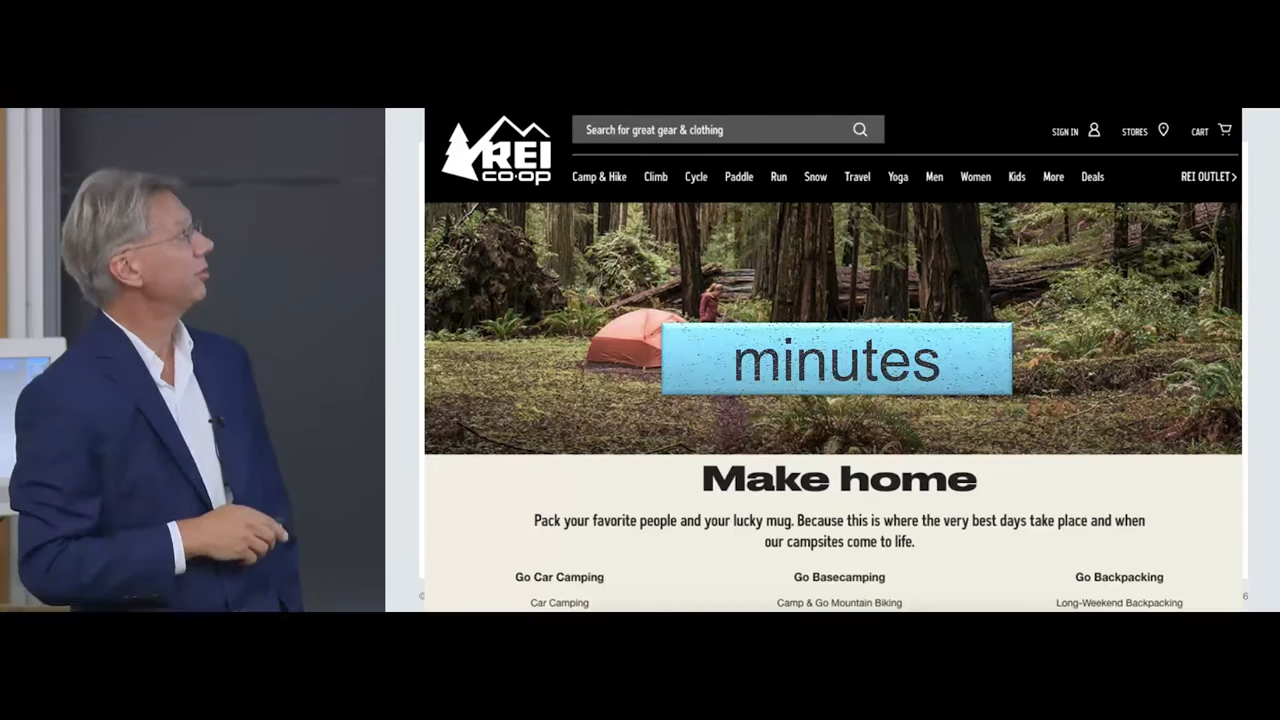 REI
co·op
Search for great gear & clothing
SIGN IN
STORES
CART
Camp & Hike Climb Cycle Paddle Run Snow Travel Yoga Men Women Kids More Deals
REI OUTLET
minutes
Make home
Pack your favorite people and your lucky mug. Because this is where the very best days take place and when
our campsites come to life.
Go Car Camping Go Basecamping Go Backpacking
Car Camping Camp & Go Mountain Biking Long-Weekend Backpacking
©
6